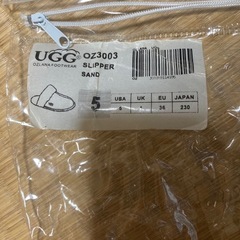 UGG
OZLANA FOOTWEAR
OZ3003
SLIPPER
SAND
5
USA UK EU JAPAN
36 230